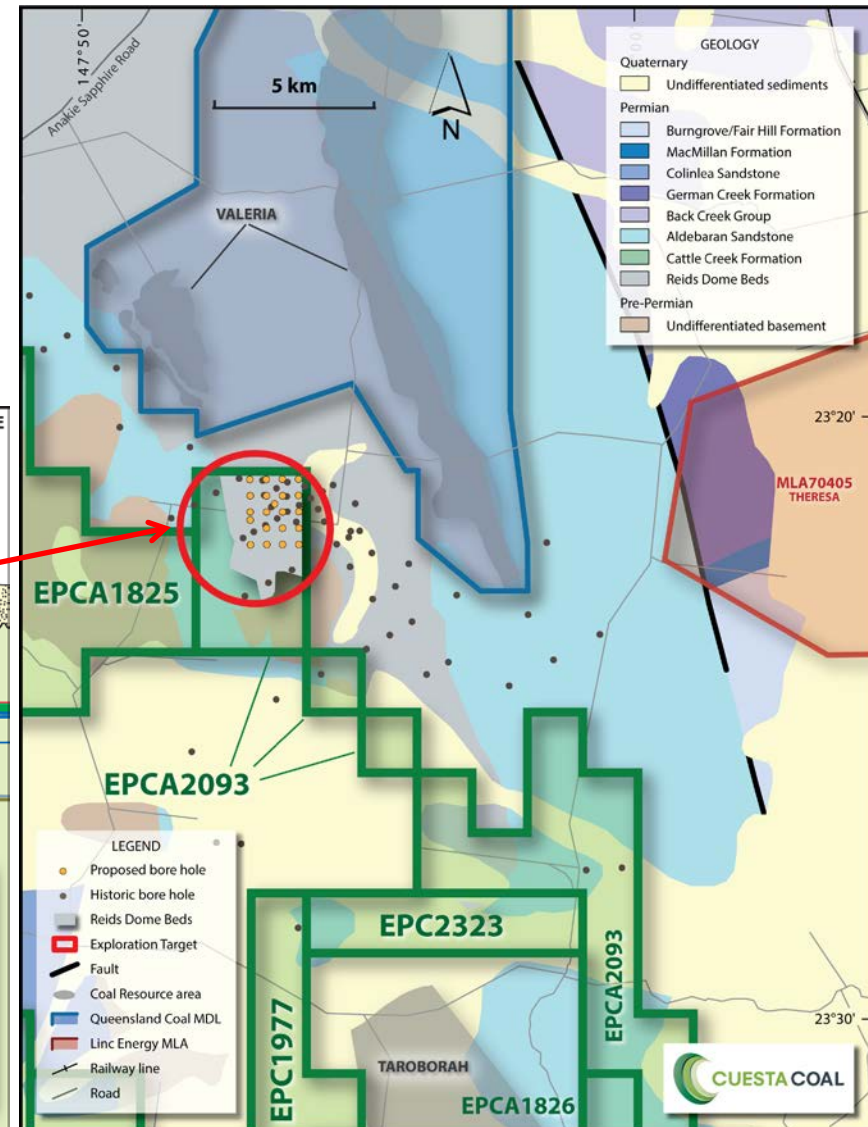 147°50'
Anakie Sapphire Road
5 km
N
VALERIA
GEOLOGY
Quaternary
Undifferentiated sediments
Permian
Burngrove/Fair Hill Formation
MacMillan Formation
Colinlea Sandstone
German Creek Formation
Back Creek Group
Aldebaran Sandstone
Cattle Creek Formation
Reids Dome Beds
Pre-Permian
Undifferentiated basement
23°20'
MLA70405
THERESA
E
EPCA1825
EPCA2093
LEGEND
Proposed bore hole
Historic bore hole
Reids Dome Beds
Exploration Target
Fault
Coal Resource area
Queensland Coal MDL
Linc Energy MLA
Railway line
Road
EPC2323
EPC1977
EPCA2093
TAROBORAH
EPCA1826
23°30'
CUESTA COAL